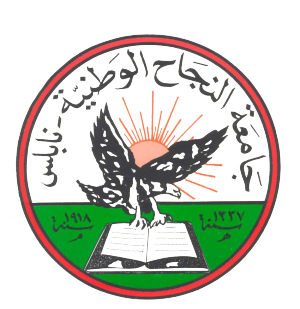 جامعة النجاح الوطنية - نابلس
سنة ١٣٣٧
سنة ١٩١٨ م